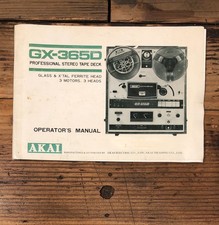 GX-365D
PROFESSIONAL STEREO TAPE DECK
GLASS & X'TAL FERRITE HEAD
3 MOTORS, 3 HEADS
OPERATOR'S MANUAL
AKAI